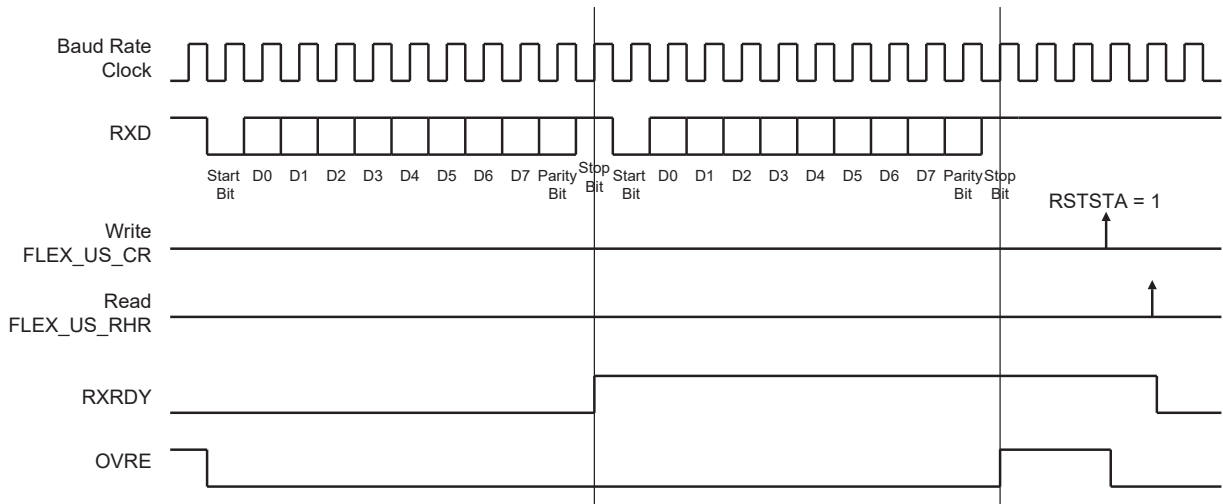 Baud Rate
Clock
RXD
Start
Bit
D0
D1
D2
D3
D4
D5
D6
D7
Parity
Bit
Stop
Bit
Start
Bit
D0
D1
D2
D3
D4
D5
D6
D7
Parity
Bit
Stop
Bit
RSTSTA = 1
Write
FLEX_US_CR
Read
FLEX_US_RHR
RXRDY
OVRE